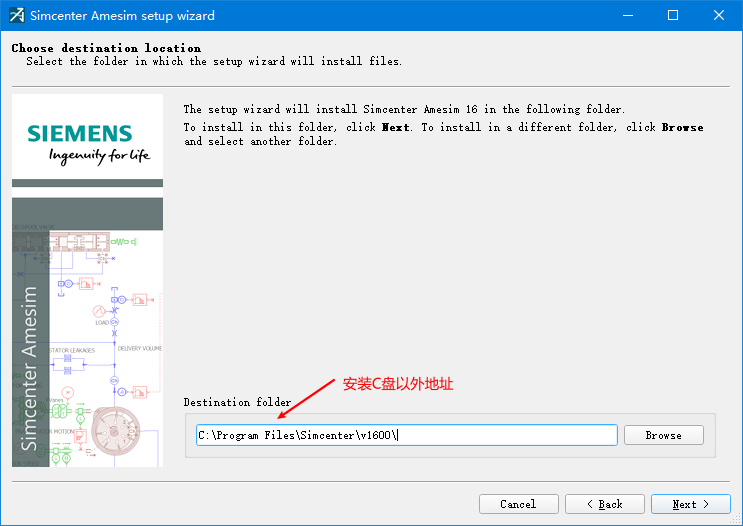 Simcenter Amesim setup wizard
Choose destination location
Select the folder in which the setup wizard will install files.
SIEMENS
Ingenuity for life
The setup wizard will install Simcenter Amesim 16 in the following folder.
To install in this folder, click Next. To install in a different folder, click Browse
and select another folder.
LOAD
STATOR LEAKAGES
DELIVERY VOLUME
Simcenter Amesim
安装C盘以外地址
Destination folder
C:\Program Files\Simcenter\v1600\
Browse
Cancel
< Back
Next >